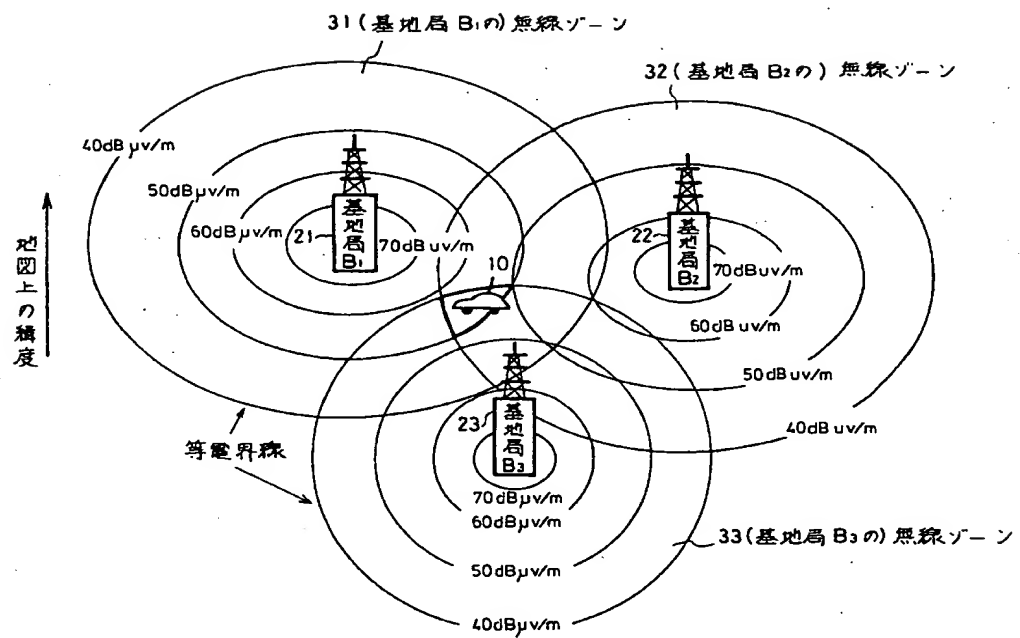 31(基地局B1の)無線ゾーン
32(基地局B2の)無線ゾーン
40dBμv/m
50dBμv/m
60dBμv/m
21
基地局B1
70dBuv/m
22
基地局B2
70dBuv/m
10
60dBuv/m
50dBuv/m
40dBuv/m
地図上の緯度
23
基地局B3
等電界線
70dBμv/m
60dBμv/m
33(基地局B3の)無線ゾーン
50dBμv/m
40dBμv/m